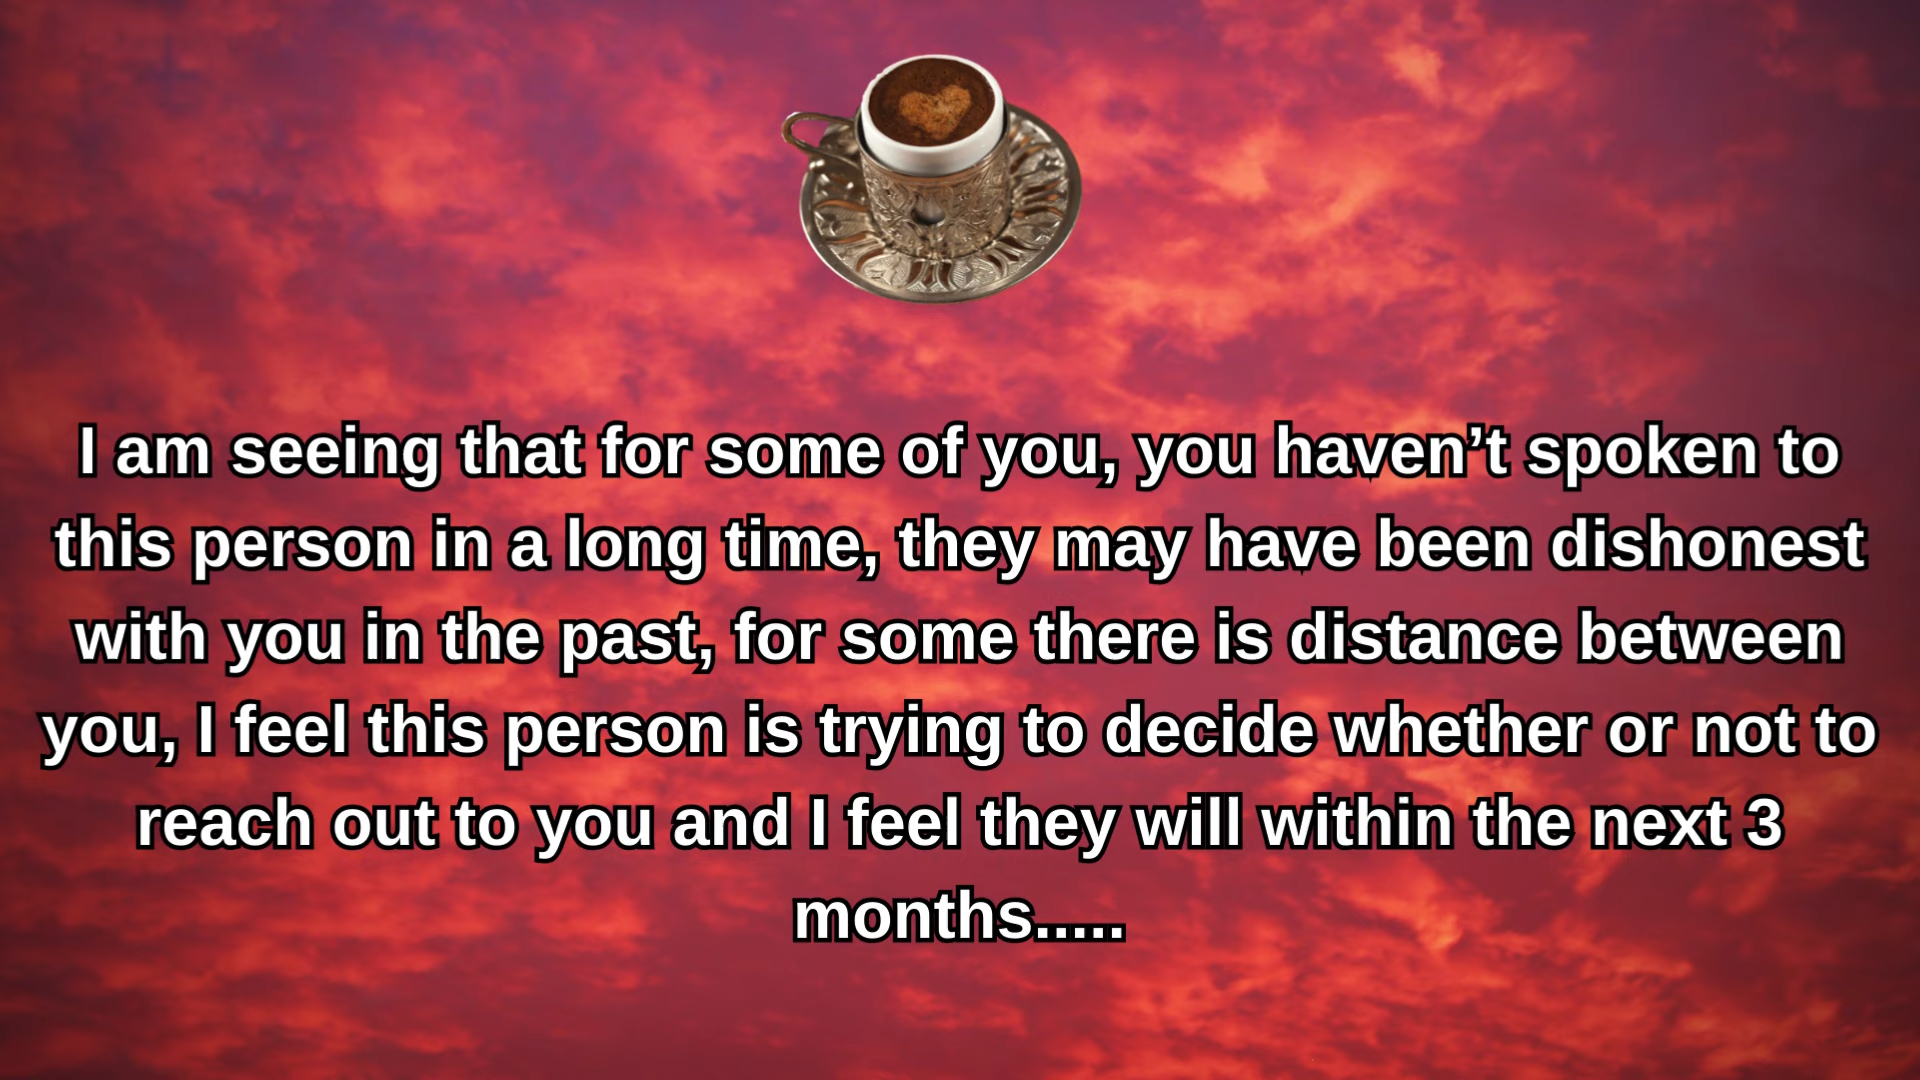 I am seeing that for some of you, you haven’t spoken to
this person in a long time, they may have been dishonest
with you in the past, for some there is distance between
you, I feel this person is trying to decide whether or not to
reach out to you and I feel they will within the next 3
months.....